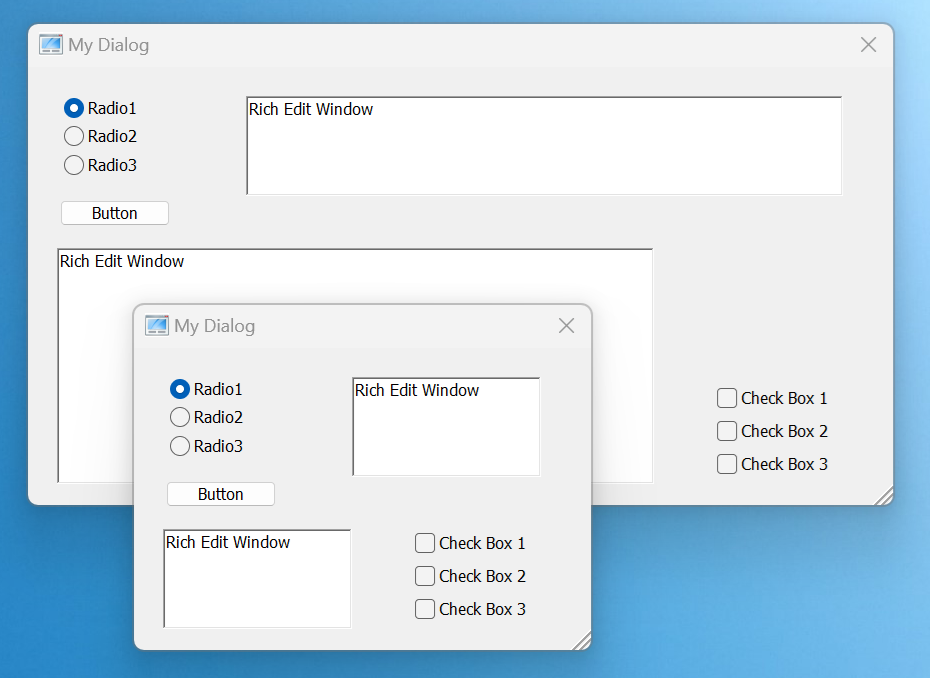 My Dialog
Radio1
Radio2
Radio3
Rich Edit Window
Button
Rich Edit Window
Check Box 1
Check Box 2
Check Box 3
My Dialog
Radio1
Radio2
Radio3
Rich Edit Window
Button
Rich Edit Window
Check Box 1
Check Box 2
Check Box 3